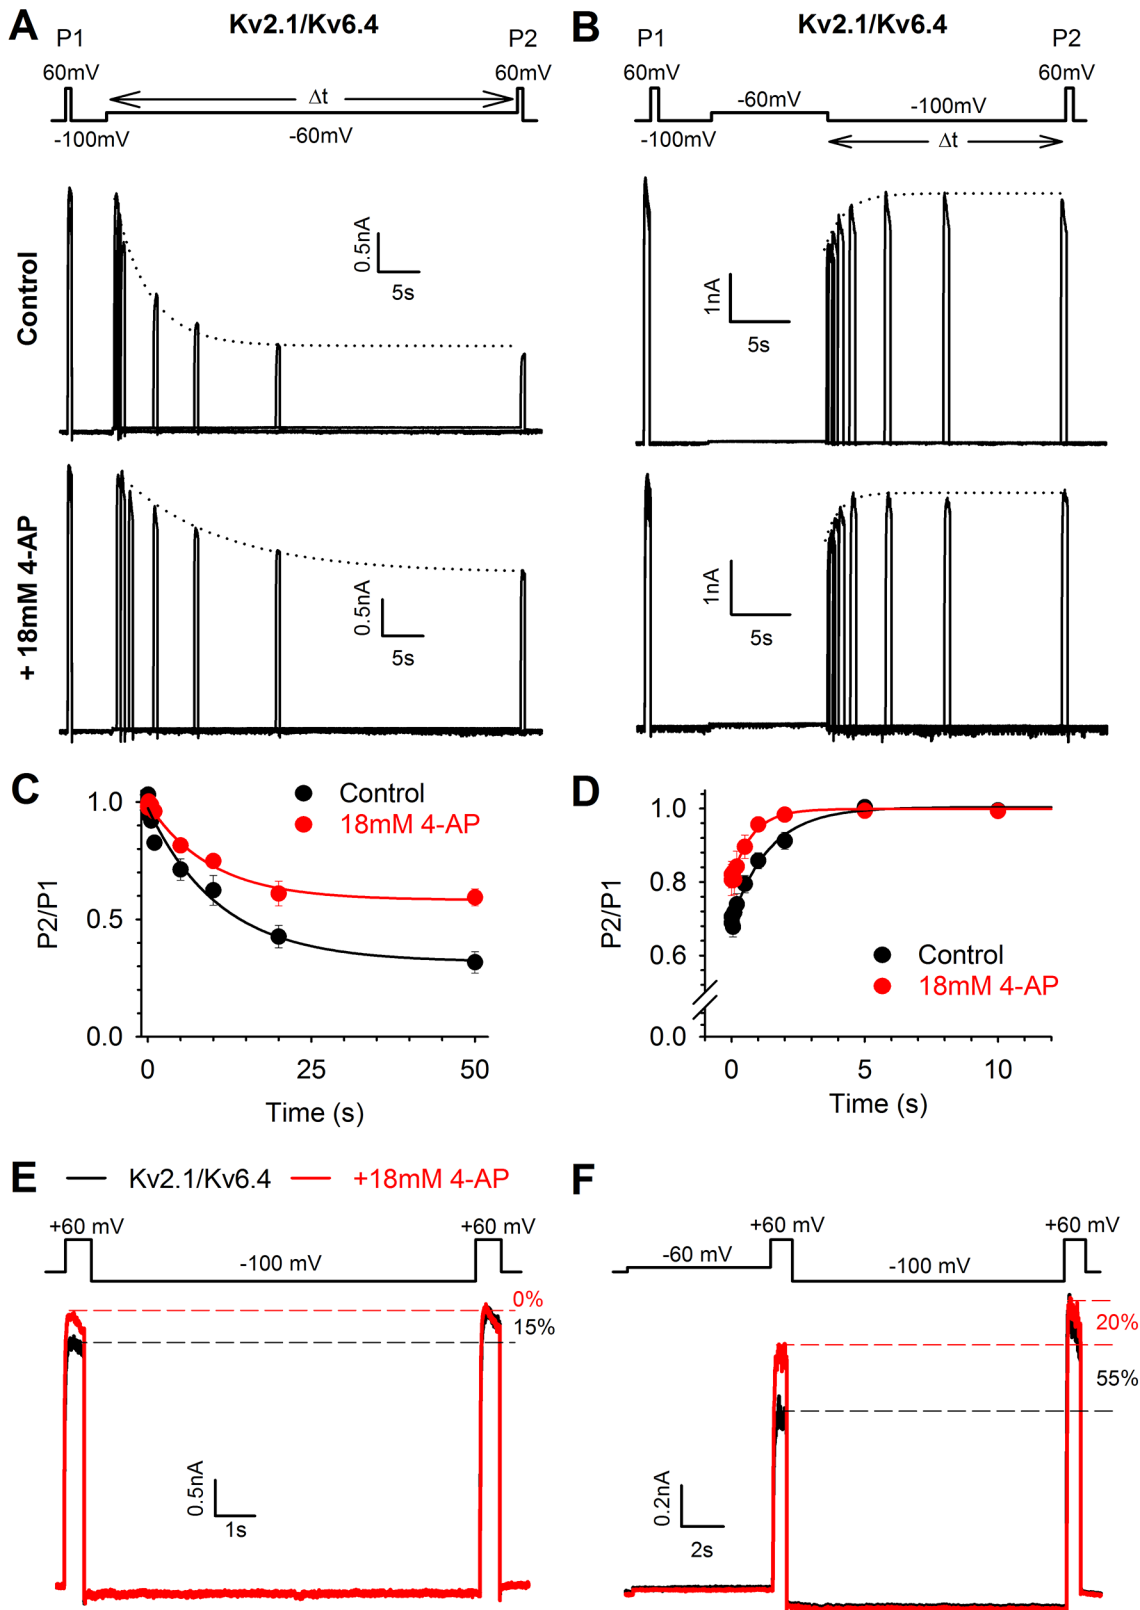 A
Kv2.1/Kv6.4
P1
P2
60mV
60mV
Δt
-100mV
-60mV
Control
0.5nA
5s
+ 18mM 4-AP
0.5nA
5s
B
Kv2.1/Kv6.4
P1
P2
60mV
60mV
-60mV
-100mV
-100mV
Δt
1nA
5s
1nA
5s
C
Control
18mM 4-AP
P2/P1
1.0
0.5
0.0
0
25
50
Time (s)
D
P2/P1
1.0
0.8
0.6
0.0
Control
18mM 4-AP
0
5
10
Time (s)
E
Kv2.1/Kv6.4
+18mM 4-AP
+60 mV
+60 mV
-100 mV
0%
15%
0.5nA
1s
F
+60 mV
+60 mV
-60 mV
-100 mV
20%
55%
0.2nA
2s